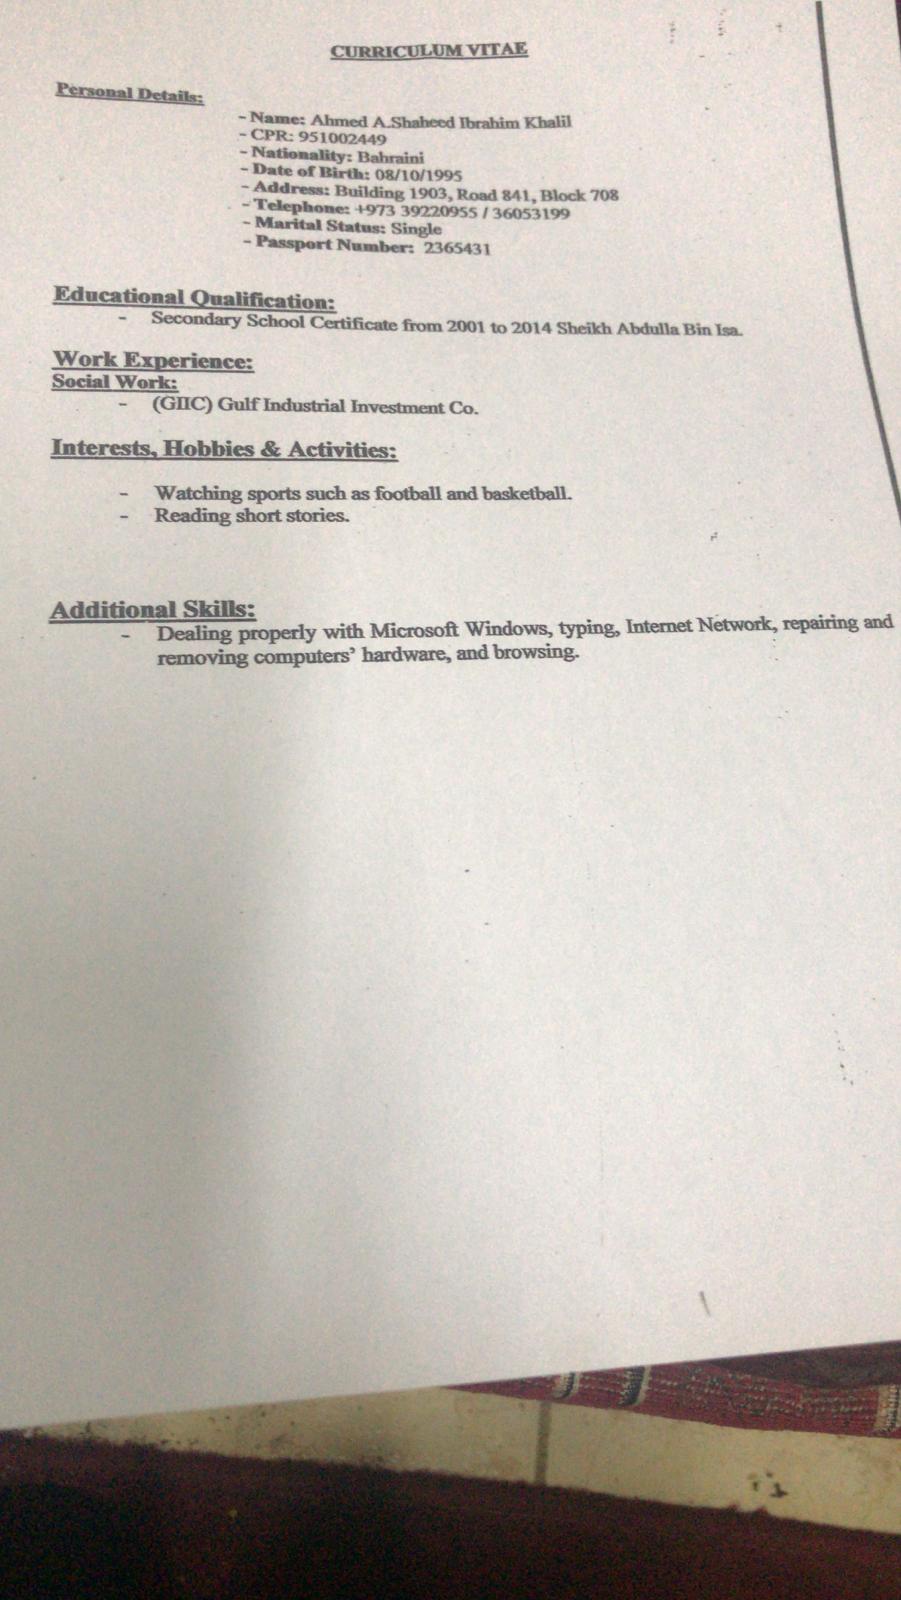 CURRICULUM VITAE
Personal Details:
- Name: Ahmed A.Shaheed Ibrahim Khalil
- CPR: 951002449
- Nationality: Bahraini
- Date of Birth: 08/10/1995
- Address: Building 1903, Road 841, Block 708
- Telephone: +973 39220955 / 36053199
- Marital Status: Single
- Passport Number: 2365431
Educational Qualification:
- Secondary School Certificate from 2001 to 2014 Sheikh Abdulla Bin Isa.
Work Experience:
Social Work:
- (GIIC) Gulf Industrial Investment Co.
Interests, Hobbies & Activities:
- Watching sports such as football and basketball.
- Reading short stories.
Additional Skills:
- Dealing properly with Microsoft Windows, typing, Internet Network, repairing and
removing computers' hardware, and browsing.